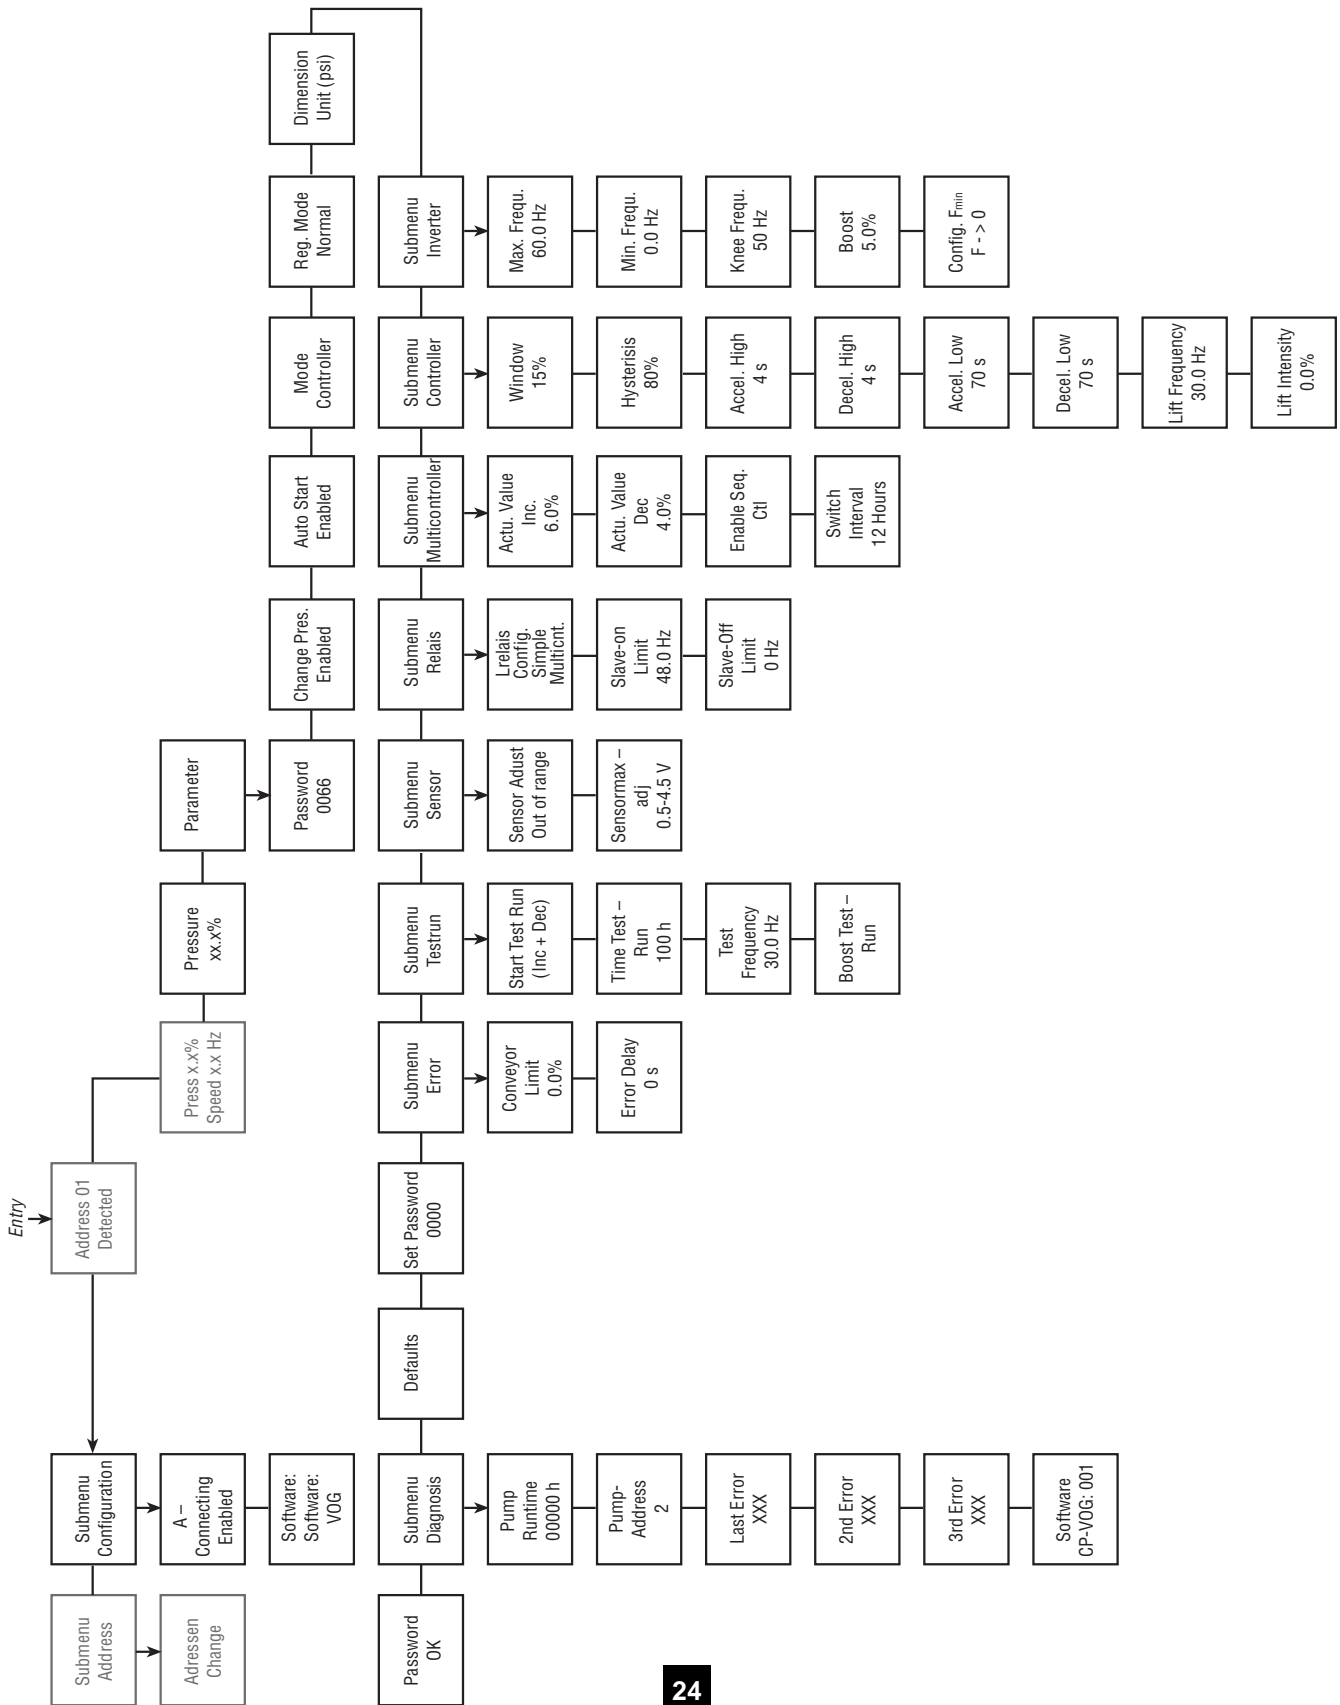 Entry
Submenu
Address
Submenu
Configuration
Address 01
Detected
Adressen
Change
A –
Connecting
Enabled
Press x.x%
Speed x.x Hz
Pressure
xx.x%
Parameter
Software:
Software:
VOG
Password
0066
Change Pres.
Enabled
Auto Start
Enabled
Mode
Controller
Reg. Mode
Normal
Dimension
Unit (psi)
Password
OK
Submenu
Diagnosis
Defaults
Set Password
0000
Submenu
Error
Submenu
Testrun
Submenu
Sensor
Submenu
Relais
Submenu
Multicontroller
Submenu
Controller
Submenu
Inverter
Pump
Runtime
00000 h
Conveyor
Limit
0.0%
Start Test Run
(Inc + Dec)
Sensor Adust
Out of range
Lrelais
Config.
Simple
Multicnt.
Actu. Value
Inc.
6.0%
Window
15%
Max. Frequ.
60.0 Hz
Pump-
Address
2
Error Delay
0 s
Time Test –
Run
100 h
Sensormax –
adj
0.5-4.5 V
Slave-on
Limit
48.0 Hz
Actu. Value
Dec
4.0%
Hysterisis
80%
Min. Frequ.
0.0 Hz
Last Error
XXX
Test
Frequency
30.0 Hz
Slave-Off
Limit
0 Hz
Enable Seq.
Ctl
Accel. High
4 s
Knee Frequ.
50 Hz
2nd Error
XXX
Boost Test –
Run
Switch
Interval
12 Hours
Decel. High
4 s
Boost
5.0%
3rd Error
XXX
Accel. Low
70 s
Config. Fmin
F - > 0
Software
CP-VOG: 001
Decel. Low
70 s
Lift Frequency
30.0 Hz
Lift Intensity
0.0%
24